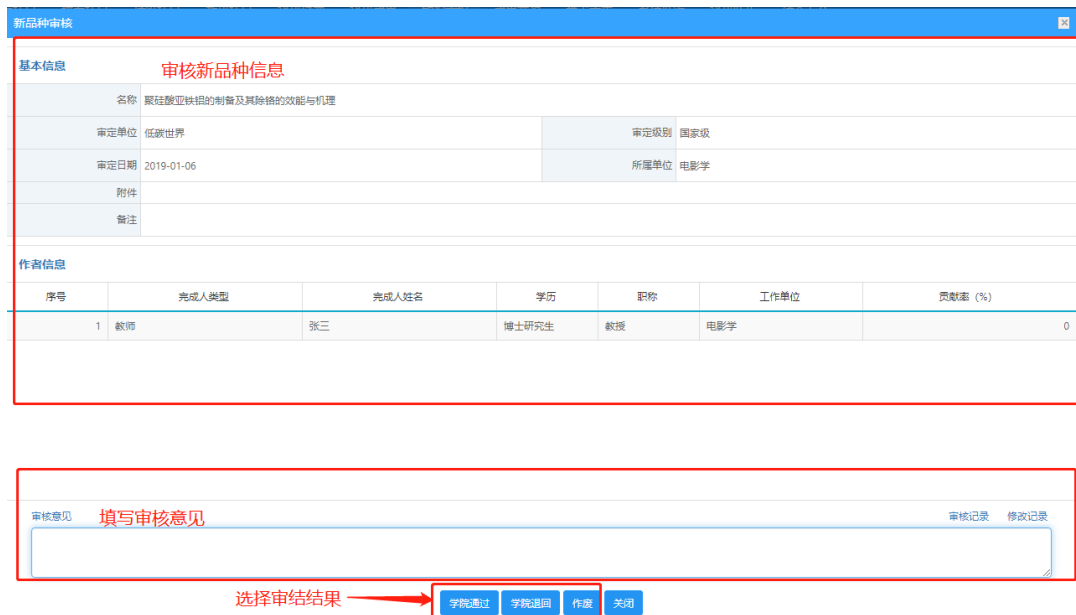 新品种审核
基本信息
审核新品种信息
名称 聚硅酸亚铁铝的制备及其除铬的效能与机理
审定单位 低碳世界 审定级别 国家级
审定日期 2019-01-06 所属单位 电影学
附件
备注
作者信息
序号 完成人类型 完成人姓名 学历 职称 工作单位 贡献率（%）
1 教师 张三 博士研究生 教授 电影学 0
审核意见 填写审核意见 审核记录 修改记录
选择审结结果 学院通过 学院退回 作废 关闭